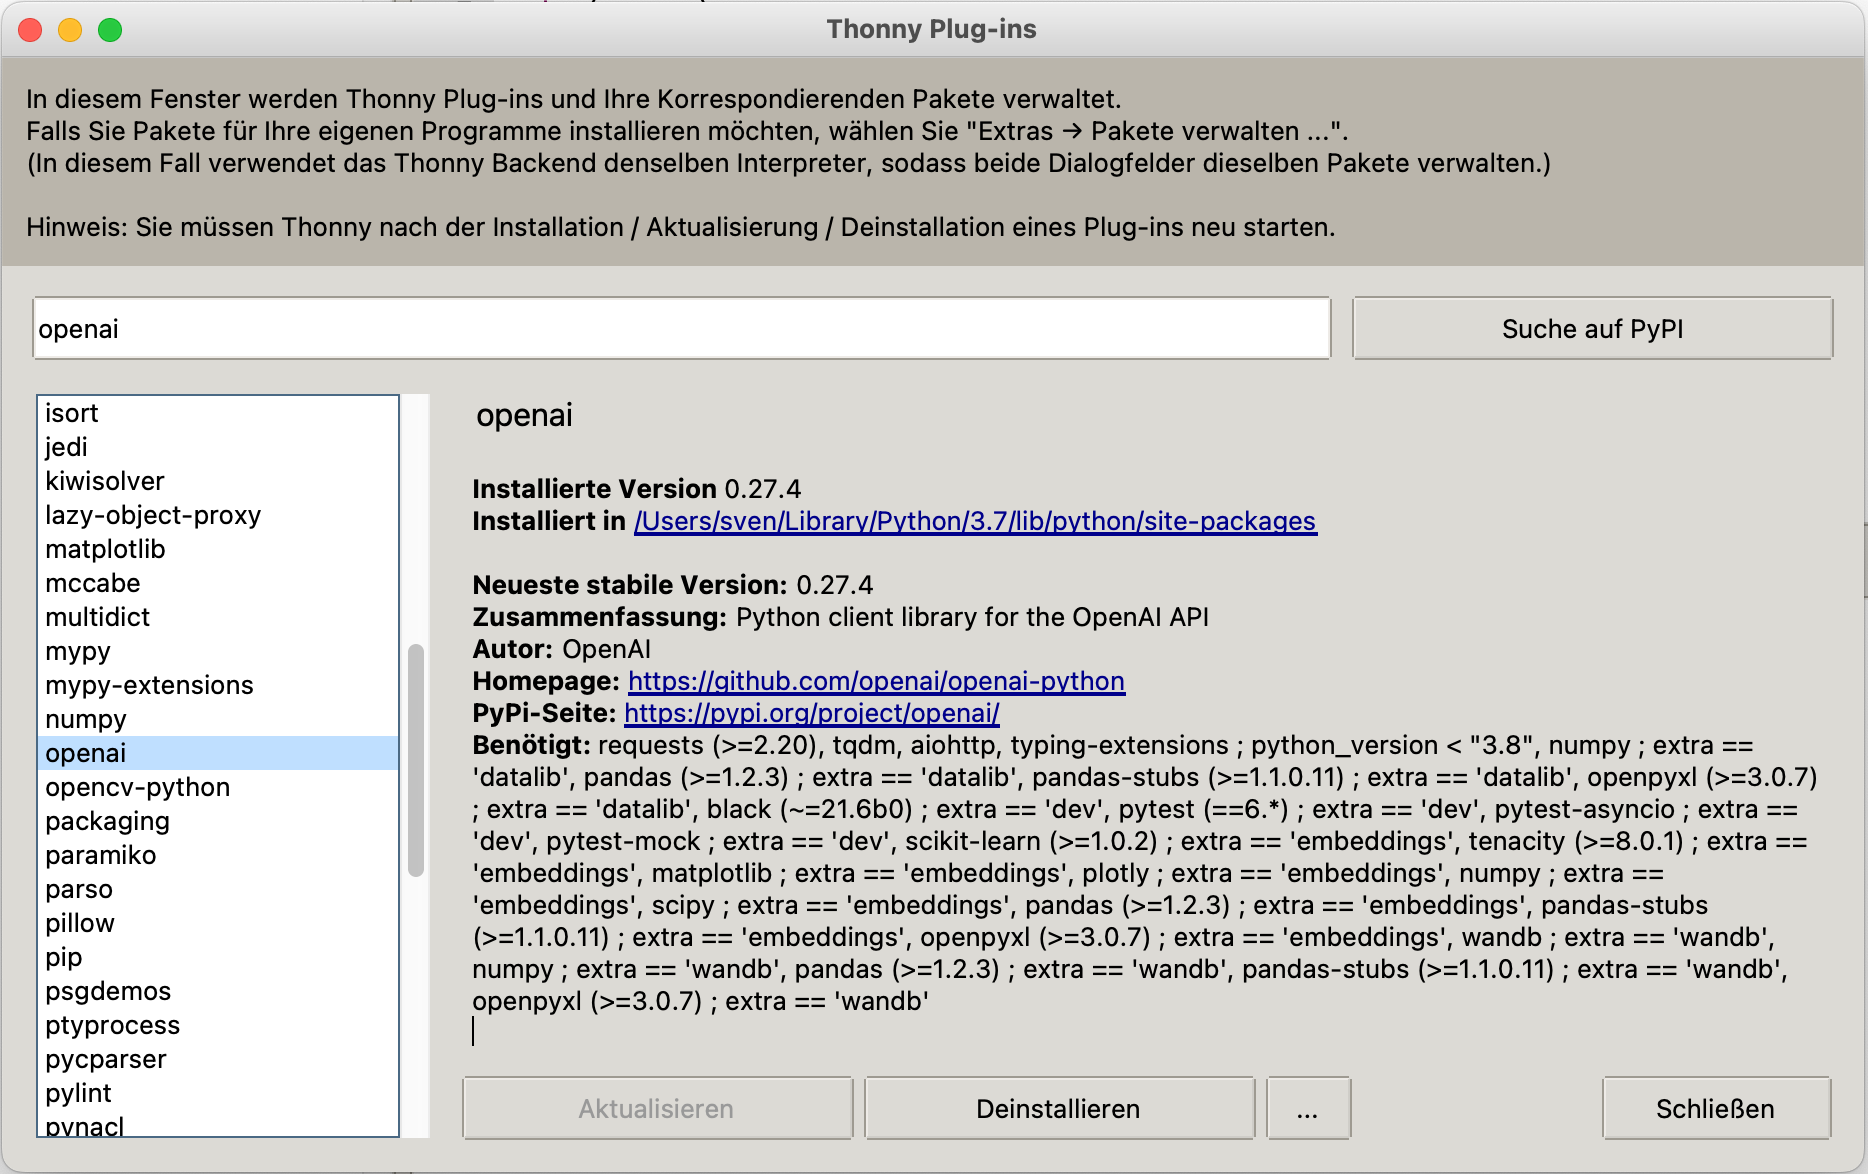 Thonny Plug-ins
In diesem Fenster werden Thonny Plug-ins und Ihre Korrespondierenden Pakete verwaltet.
Falls Sie Pakete für Ihre eigenen Programme installieren möchten, wählen Sie "Extras → Pakete verwalten ...".
(In diesem Fall verwendet das Thonny Backend denselben Interpreter, sodass beide Dialogfelder dieselben Pakete verwalten.)
Hinweis: Sie müssen Thonny nach der Installation / Aktualisierung / Deinstallation eines Plug-ins neu starten.
openai
Suche auf PyPI
isort
jedi
kiwisolver
lazy-object-proxy
matplotlib
mccabe
multidict
mypy
mypy-extensions
numpy
openai
opencv-python
packaging
paramiko
parso
pillow
pip
psgdemos
ptyprocess
pycparser
pylint
pynacl
openai
Installierte Version 0.27.4
Installiert in /Users/sven/Library/Python/3.7/lib/python/site-packages
Neueste stabile Version: 0.27.4
Zusammenfassung: Python client library for the OpenAI API
Autor: OpenAI
Homepage: https://github.com/openai/openai-python
PyPi-Seite: https://pypi.org/project/openai/
Benötigt: requests (>=2.20), tqdm, aiohttp, typing-extensions ; python_version < "3.8", numpy ; extra ==
'datalib', pandas (>=1.2.3) ; extra == 'datalib', pandas-stubs (>=1.1.0.11) ; extra == 'datalib', openpyxl (>=3.0.7)
; extra == 'datalib', black (~=21.6b0) ; extra == 'dev', pytest (==6.*) ; extra == 'dev', pytest-asyncio ; extra ==
'dev', pytest-mock ; extra == 'dev', scikit-learn (>=1.0.2) ; extra == 'embeddings', tenacity (>=8.0.1) ; extra ==
'embeddings', matplotlib ; extra == 'embeddings', plotly ; extra == 'embeddings', numpy ; extra ==
'embeddings', scipy ; extra == 'embeddings', pandas (>=1.2.3) ; extra == 'embeddings', pandas-stubs
(>=1.1.0.11) ; extra == 'embeddings', openpyxl (>=3.0.7) ; extra == 'embeddings', wandb ; extra == 'wandb',
numpy ; extra == 'wandb', pandas (>=1.2.3) ; extra == 'wandb', pandas-stubs (>=1.1.0.11) ; extra == 'wandb',
openpyxl (>=3.0.7) ; extra == 'wandb'
Aktualisieren
Deinstallieren
...
Schließen